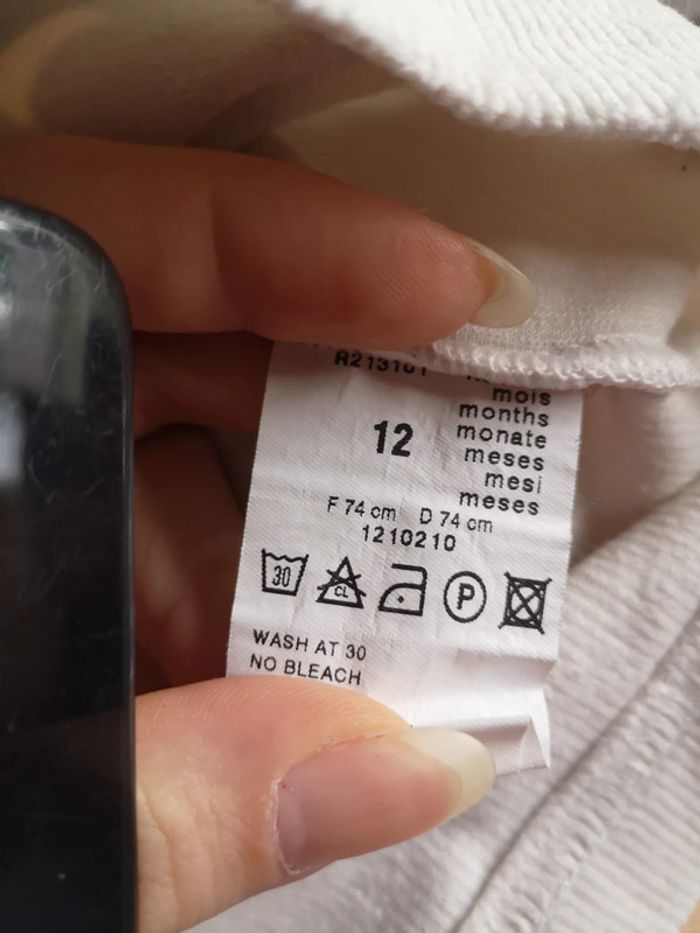 R213101
mois
months
12
monate
meses
mesi
meses
F 74 cm D 74 cm
1210210
30 CL P
WASH AT 30
NO BLEACH